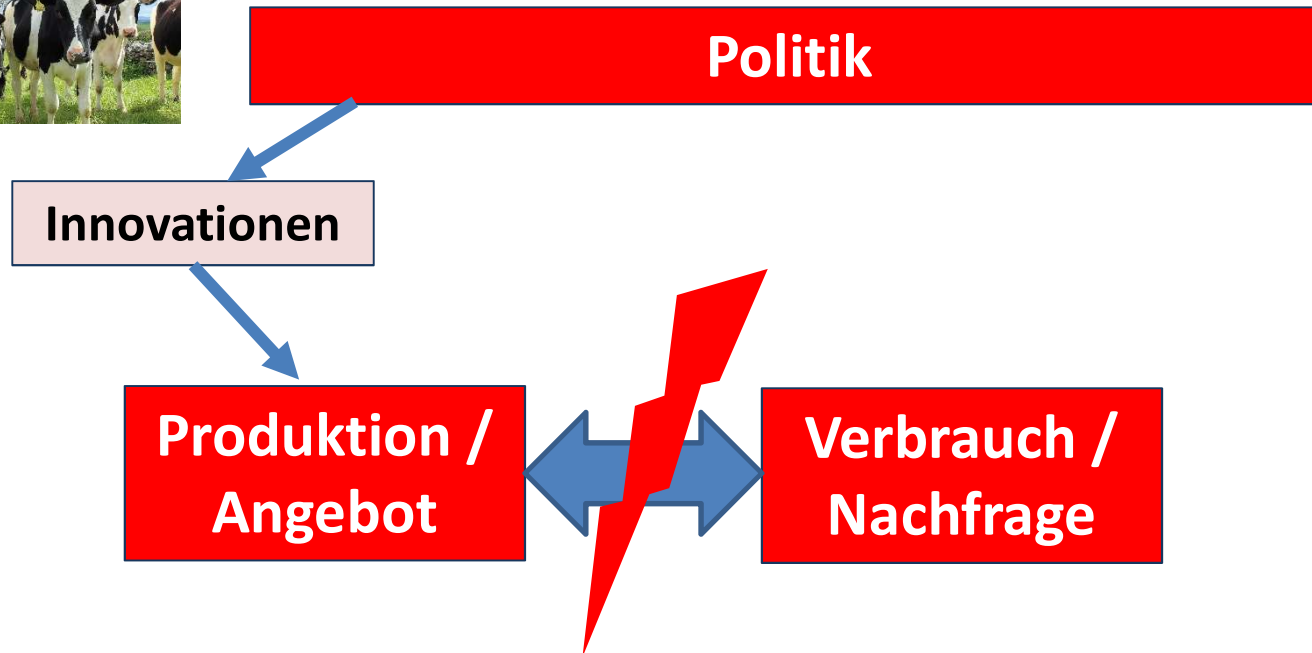 Politik
Innovationen
Produktion /
Angebot
Verbrauch /
Nachfrage